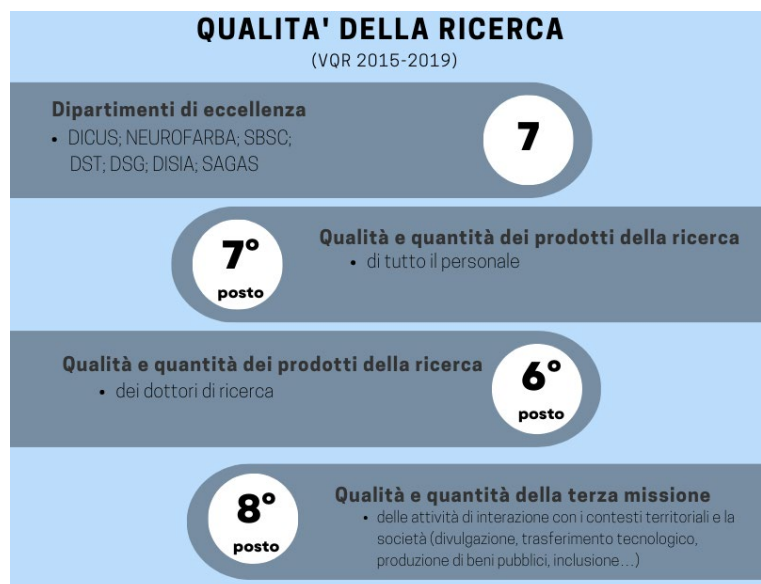 QUALITA' DELLA RICERCA
(VQR 2015-2019)
Dipartimenti di eccellenza
• DICUS; NEUROFARBA; SBSC;
DST; DSG; DISIA; SAGAS
7
7°
posto
Qualità e quantità dei prodotti della ricerca
• di tutto il personale
Qualità e quantità dei prodotti della ricerca
• dei dottori di ricerca
6°
posto
8°
posto
Qualità e quantità della terza missione
• delle attività di interazione con i contesti territoriali e la
società (divulgazione, trasferimento tecnologico,
produzione di beni pubblici, inclusione...)